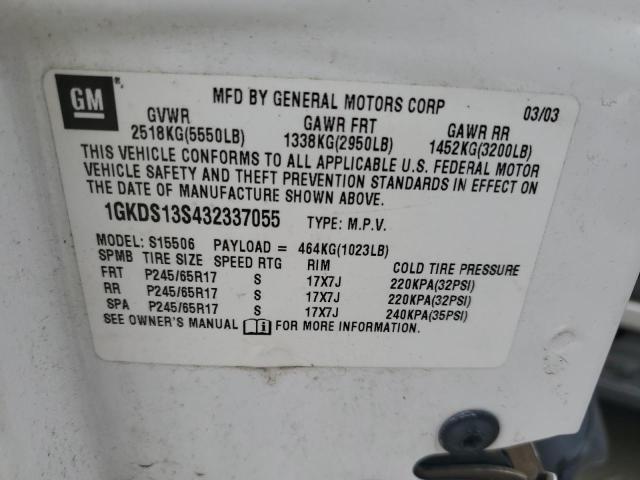 GM
MFD BY GENERAL MOTORS CORP 03/03
GVWR GAWR FRT GAWR RR
2518KG(5550LB) 1338KG(2950LB) 1452KG(3200LB)
THIS VEHICLE CONFORMS TO ALL APPLICABLE U.S. FEDERAL MOTOR
VEHICLE SAFETY AND THEFT PREVENTION STANDARDS IN EFFECT ON
THE DATE OF MANUFACTURE SHOWN ABOVE.
1GKDS13S432337055 TYPE: M.P.V.
MODEL: S15506 PAYLOAD = 464KG(1023LB)
SPMB TIRE SIZE SPEED RTG RIM COLD TIRE PRESSURE
FRT P245/65R17 S 17X7J 220KPA(32PSI)
RR P245/65R17 S 17X7J 220KPA(32PSI)
SPA P245/65R17 S 17X7J 240KPA(35PSI)
SEE OWNER'S MANUAL FOR MORE INFORMATION.